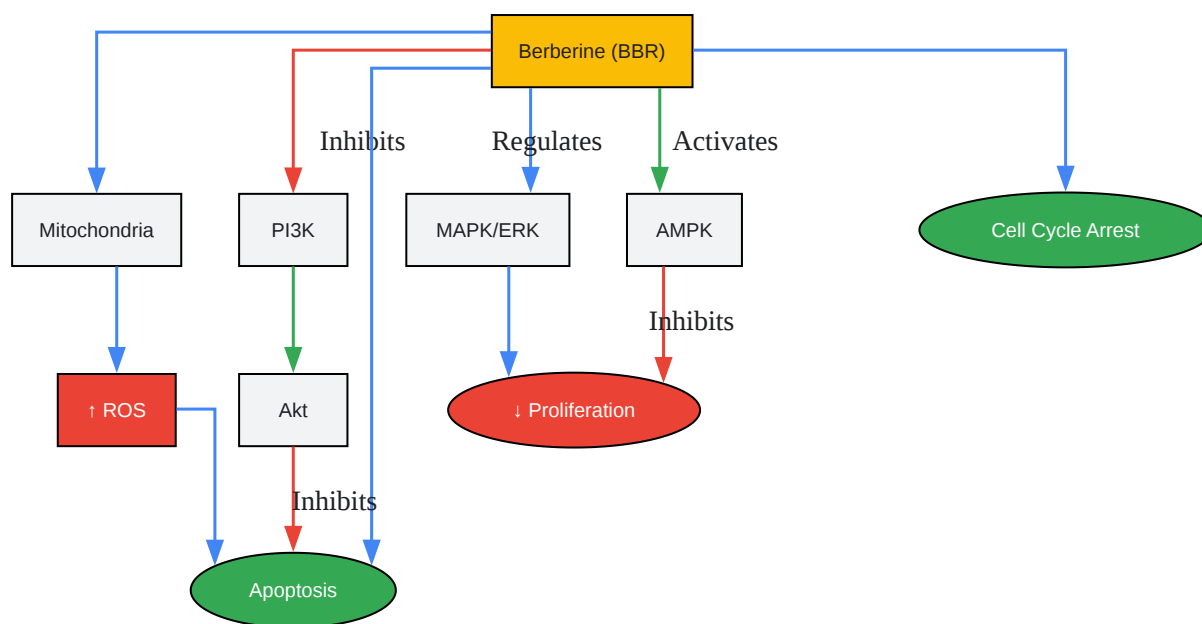 Berberine (BBR)
Inhibits
Regulates
Activates
Mitochondria
PI3K
MAPK/ERK
AMPK
Cell Cycle Arrest
Inhibits
↑ ROS
Akt
↓ Proliferation
Inhibits
Apoptosis